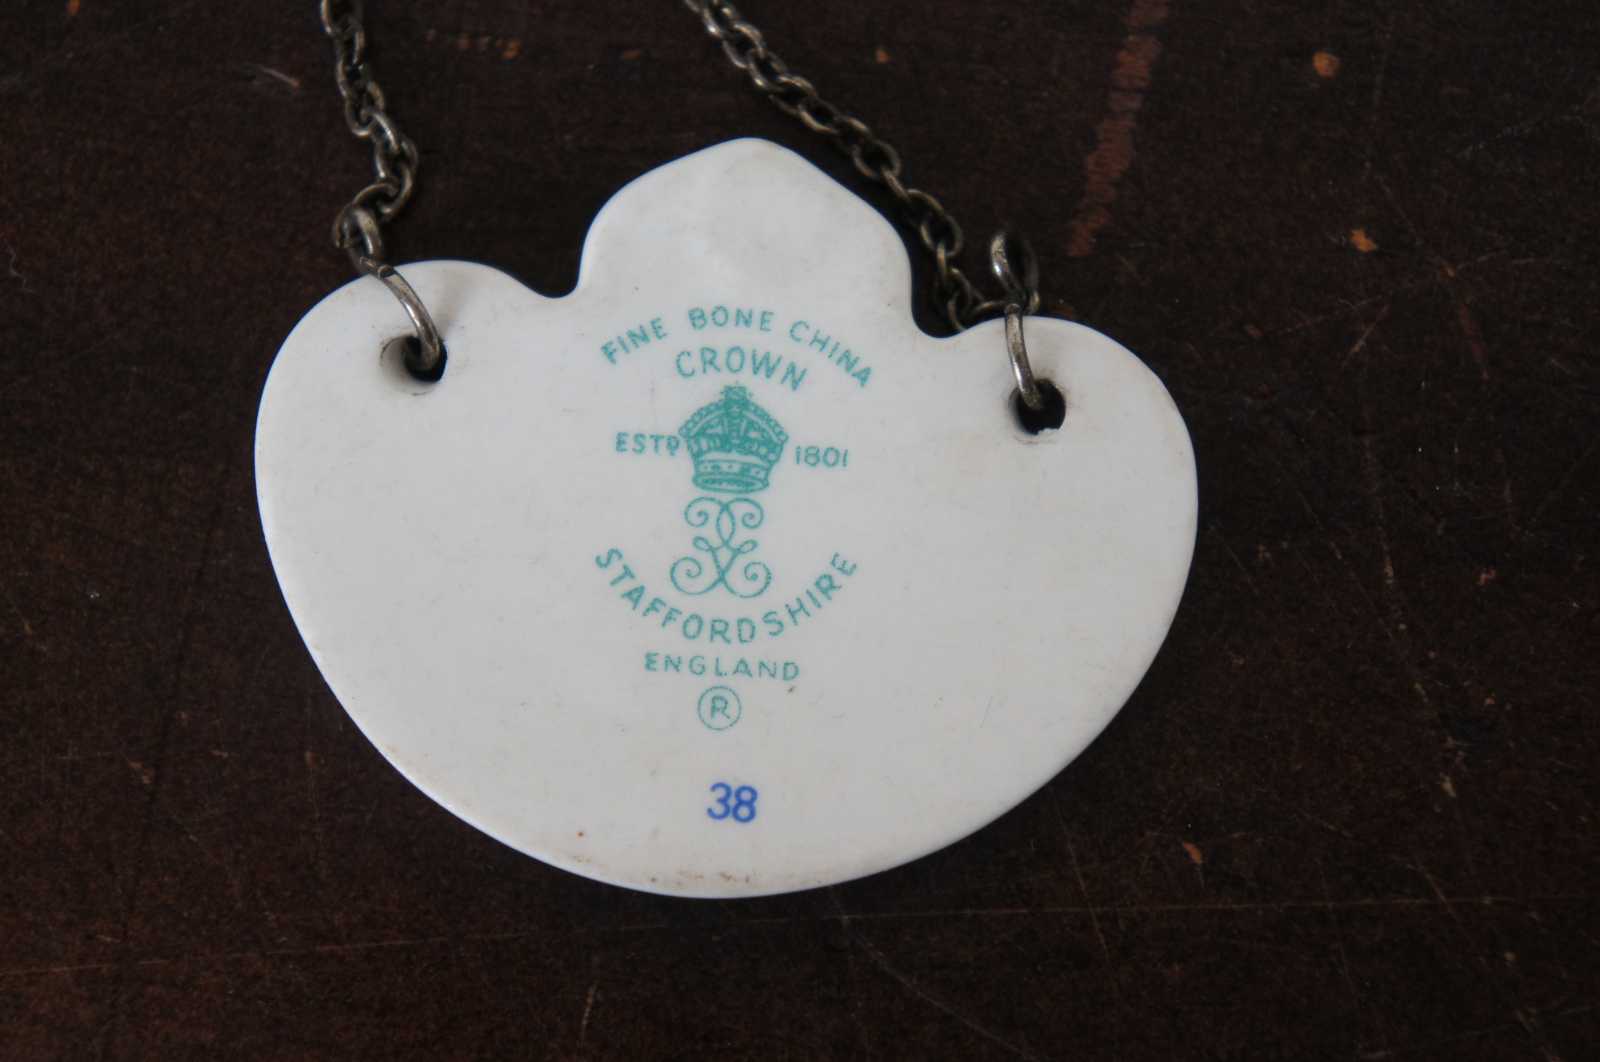 FINE BONE CHINA
CROWN
ESTD 1801
STAFFORDSHIRE
ENGLAND
®
38